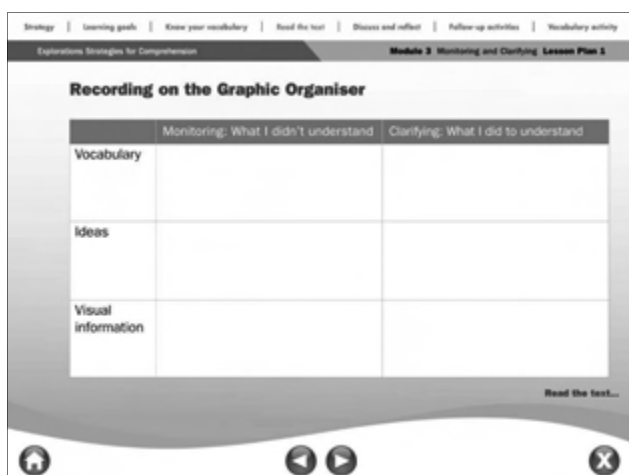 Strategy | Learning goals | Know your vocabulary | Read the text | Discuss and reflect | Follow-up activities | Vocabulary activity
Explorations Strategies for Comprehension Module 3 Monitoring and Clarifying Lesson Plan 1
Recording on the Graphic Organiser
Monitoring: What I didn't understand Clarifying: What I did to understand
Vocabulary
Ideas
Visual
information
Read the text...
X